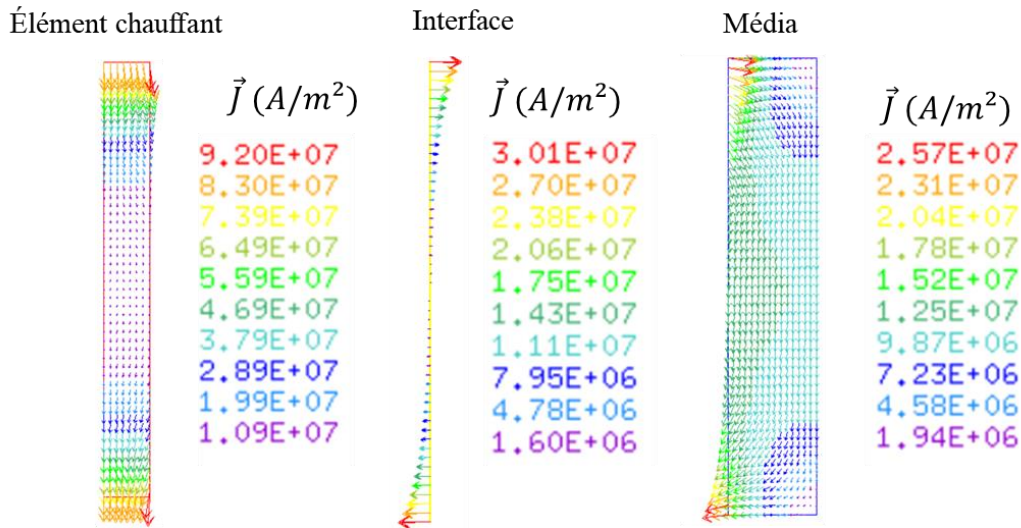 Élément chauffant
Interface
Média
J⃗ (A/m²)
9.20E+07
8.30E+07
7.39E+07
6.49E+07
5.59E+07
4.69E+07
3.79E+07
2.89E+07
1.99E+07
1.09E+07
J⃗ (A/m²)
3.01E+07
2.70E+07
2.38E+07
2.06E+07
1.75E+07
1.43E+07
1.11E+07
7.95E+06
4.78E+06
1.60E+06
J⃗ (A/m²)
2.57E+07
2.31E+07
2.04E+07
1.78E+07
1.52E+07
1.25E+07
9.87E+06
7.23E+06
4.58E+06
1.94E+06